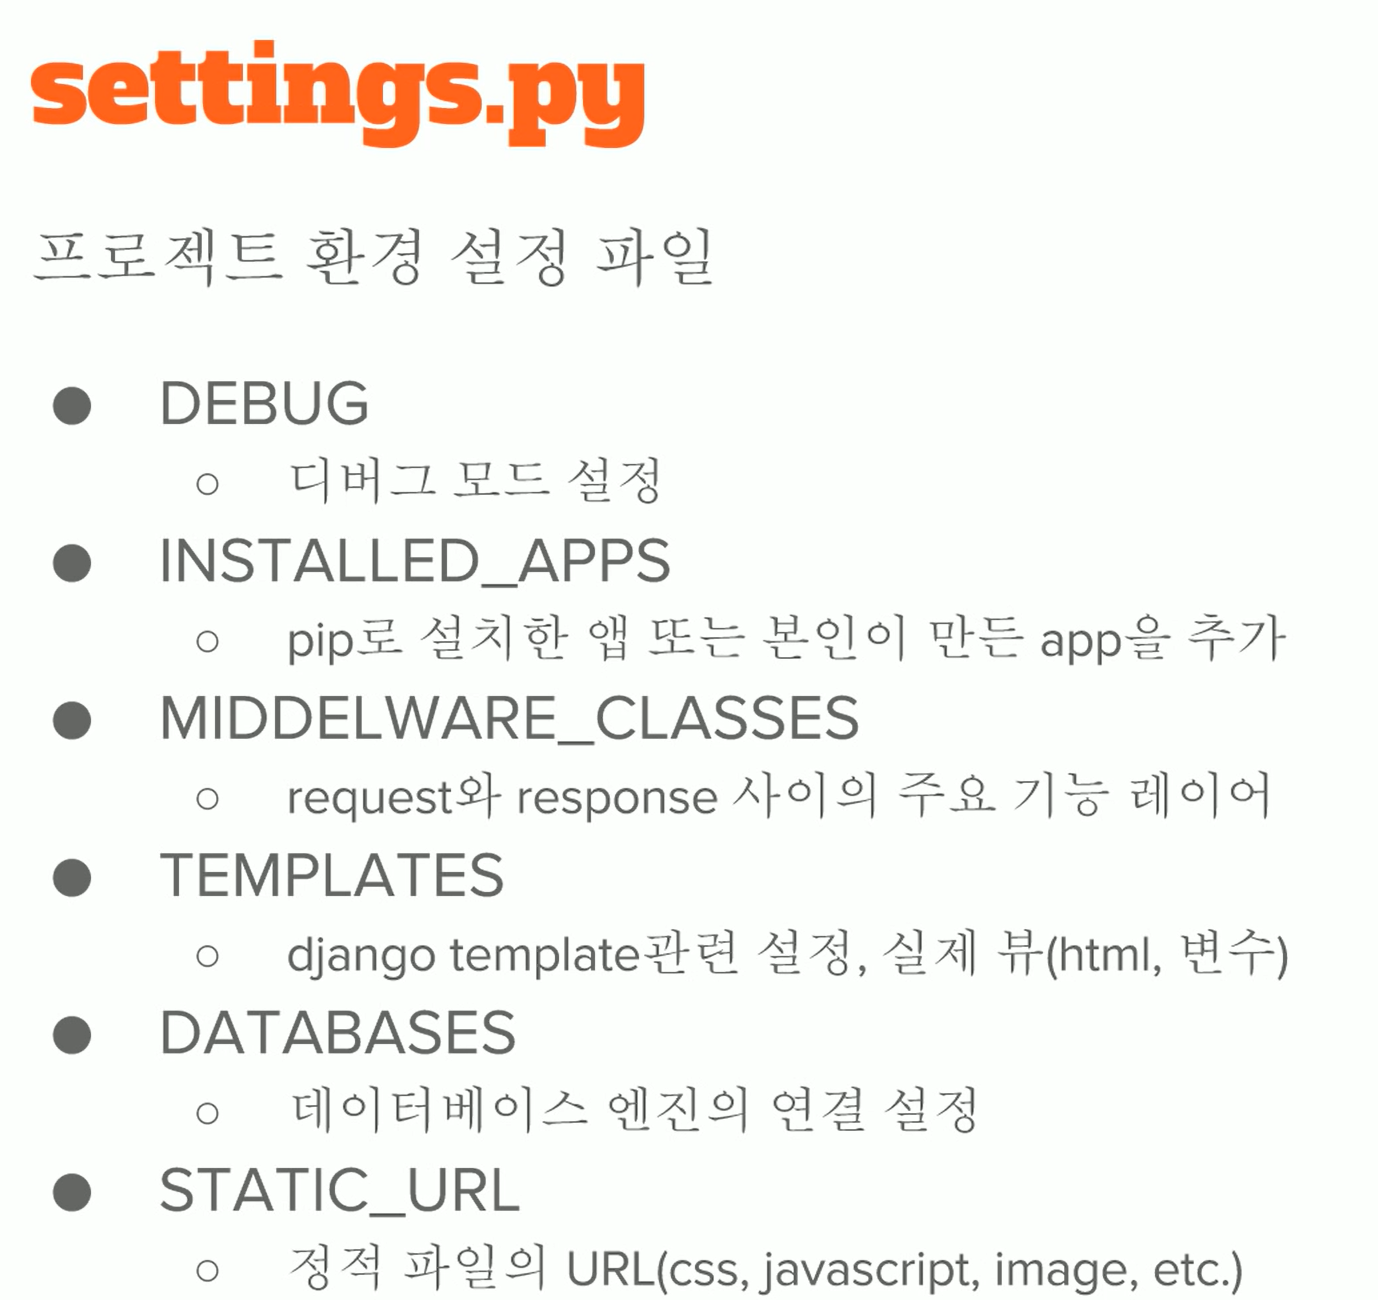 settings.py
프로젝트 환경 설정 파일
● DEBUG
○ 디버그 모드 설정
● INSTALLED_APPS
○ pip로 설치한 앱 또는 본인이 만든 app을 추가
● MIDDELWARE_CLASSES
○ request와 response 사이의 주요 기능 레이어
● TEMPLATES
○ django template관련 설정, 실제 뷰(html, 변수)
● DATABASES
○ 데이터베이스 엔진의 연결 설정
● STATIC_URL
○ 정적 파일의 URL(css, javascript, image, etc.)